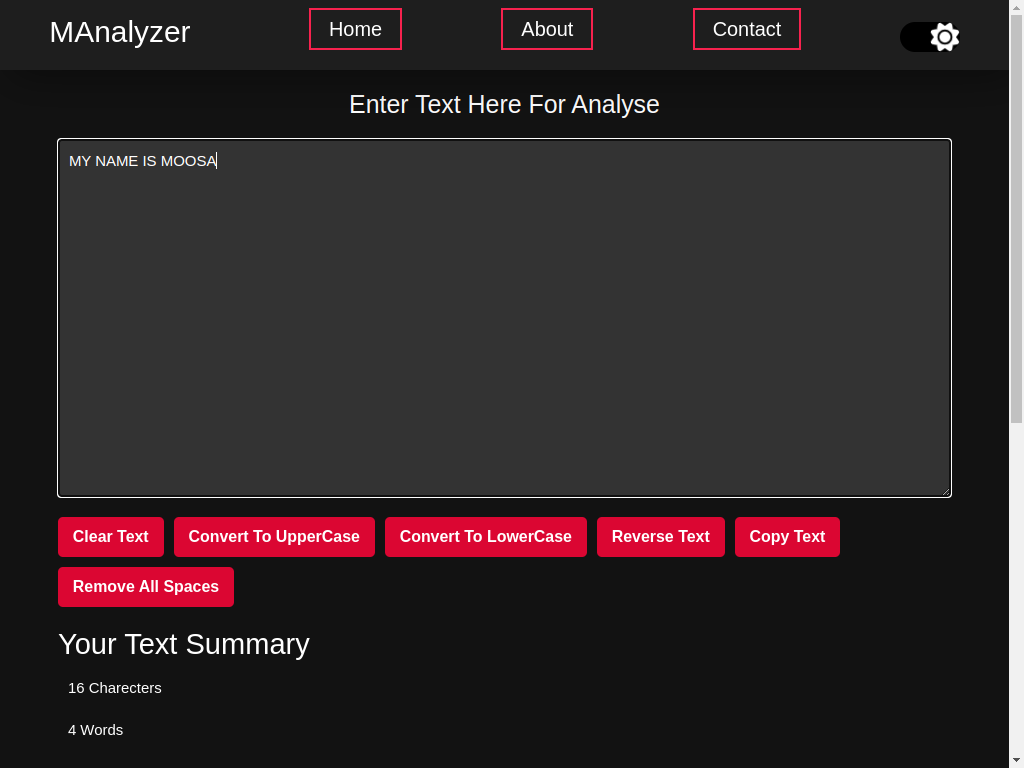 MAnalyzer Home About Contact
Enter Text Here For Analyse
MY NAME IS MOOSA
Clear Text Convert To UpperCase Convert To LowerCase Reverse Text Copy Text
Remove All Spaces
Your Text Summary
16 Charecters
4 Words